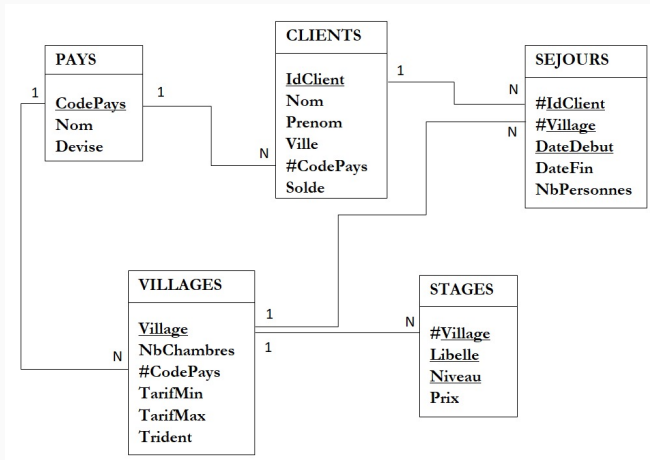 PAYS
CodePays
Nom
Devise
CLIENTS
IdClient
Nom
Prenom
Ville
#CodePays
Solde
SEJOURS
#IdClient
#Village
DateDebut
DateFin
NbPersonnes
1
1
N
1
N
N
VILLAGES
Village
NbChambres
#CodePays
TarifMin
TarifMax
Trident
N
1
1
N
STAGES
#Village
Libelle
Niveau
Prix